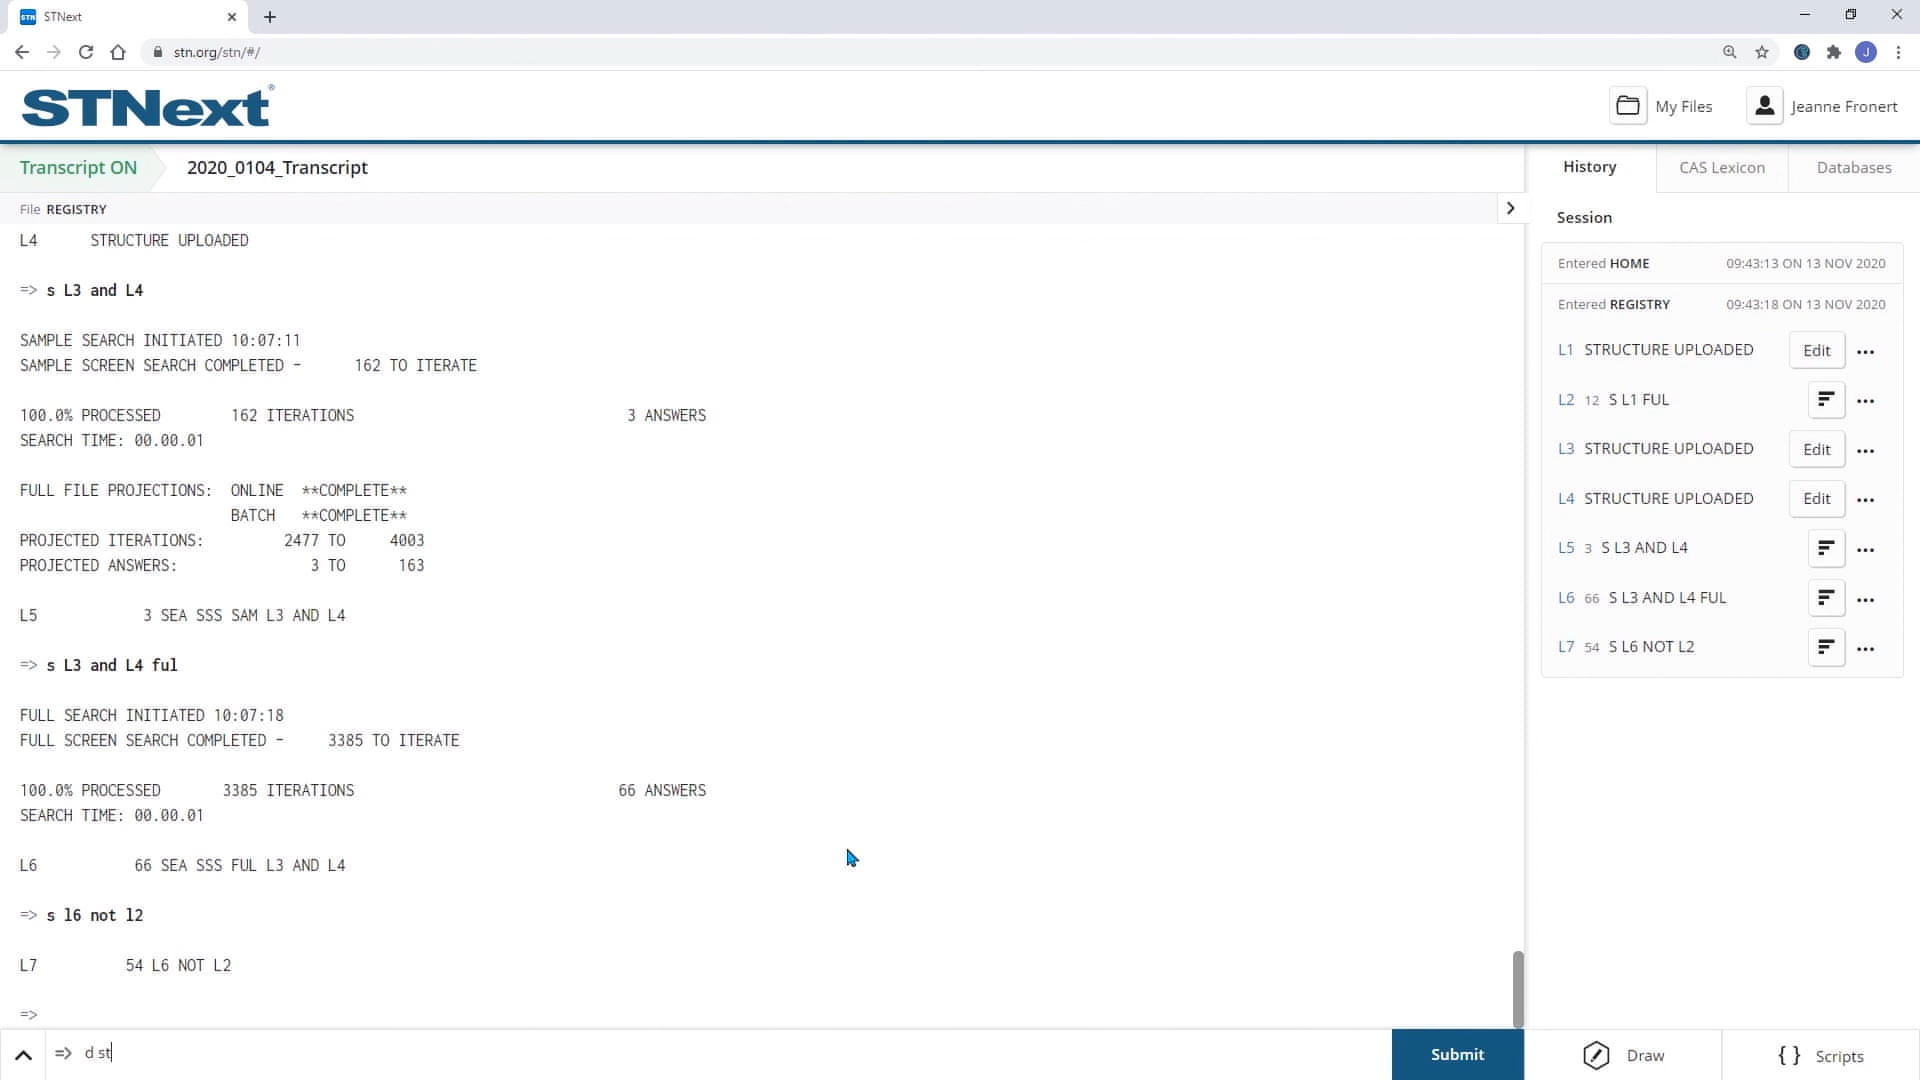 STN STNext
stn.org/stn/#/
J
STNext®
My Files
Jeanne Fronert
Transcript ON 2020_0104_Transcript
File REGISTRY
L4 STRUCTURE UPLOADED
=> s L3 and L4
SAMPLE SEARCH INITIATED 10:07:11
SAMPLE SCREEN SEARCH COMPLETED - 162 TO ITERATE
100.0% PROCESSED 162 ITERATIONS 3 ANSWERS
SEARCH TIME: 00.00.01
FULL FILE PROJECTIONS: ONLINE **COMPLETE**
BATCH **COMPLETE**
PROJECTED ITERATIONS: 2477 TO 4003
PROJECTED ANSWERS: 3 TO 163
L5 3 SEA SSS SAM L3 AND L4
=> s L3 and L4 ful
FULL SEARCH INITIATED 10:07:18
FULL SCREEN SEARCH COMPLETED - 3385 TO ITERATE
100.0% PROCESSED 3385 ITERATIONS 66 ANSWERS
SEARCH TIME: 00.00.01
L6 66 SEA SSS FUL L3 AND L4
=> s l6 not l2
L7 54 L6 NOT L2
=>
=> d st
Submit
History CAS Lexicon Databases
Session
Entered HOME 09:43:13 ON 13 NOV 2020
Entered REGISTRY 09:43:18 ON 13 NOV 2020
L1 STRUCTURE UPLOADED Edit
L2 12 S L1 FUL
L3 STRUCTURE UPLOADED Edit
L4 STRUCTURE UPLOADED Edit
L5 3 S L3 AND L4
L6 66 S L3 AND L4 FUL
L7 54 S L6 NOT L2
Draw
{ } Scripts